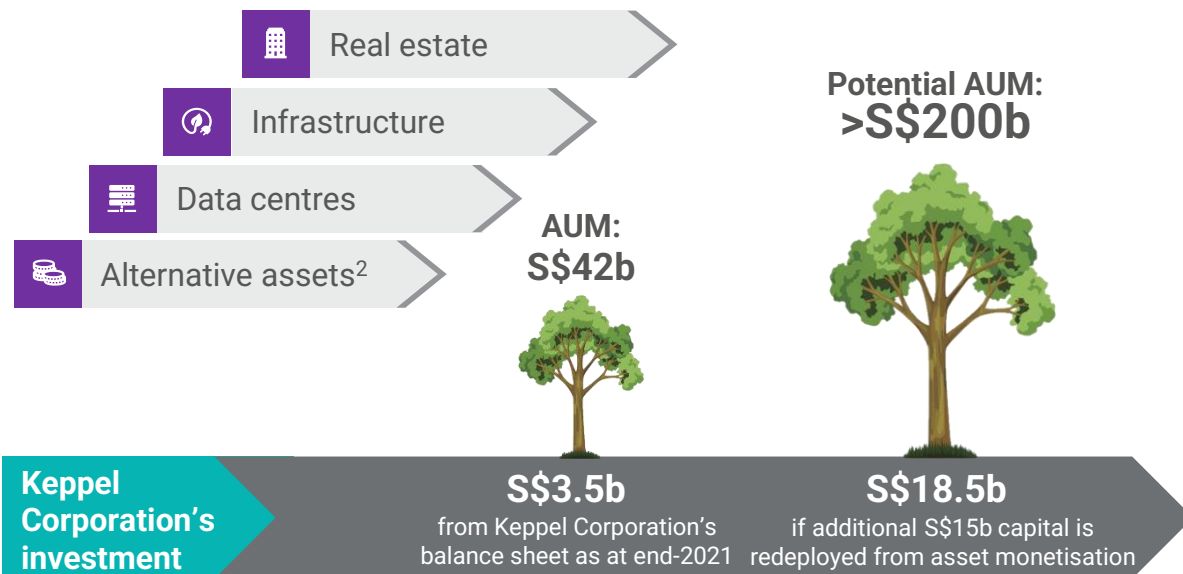 Real estate
Infrastructure
Data centres
Alternative assets2
AUM:
S$42b
Potential AUM:
>S$200b
Keppel
Corporation’s
investment
S$3.5b
from Keppel Corporation’s
balance sheet as at end-2021
S$18.5b
if additional S$15b capital is
redeployed from asset monetisation